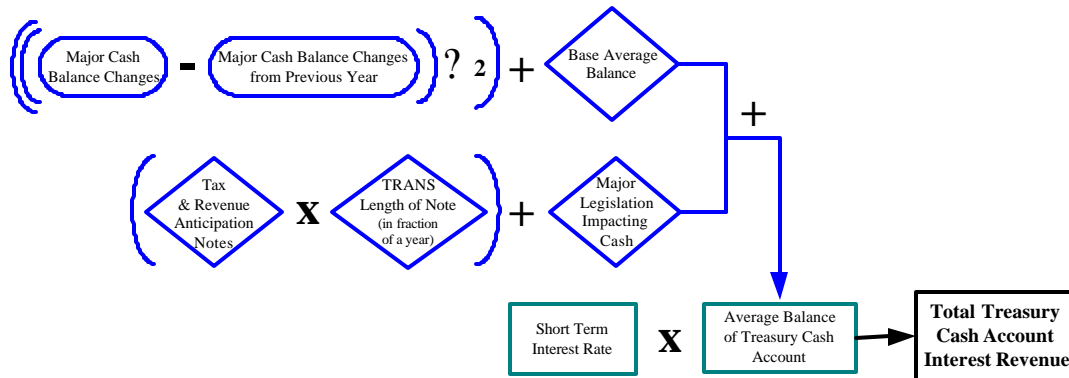 Major Cash
Balance Changes
-
Major Cash Balance Changes
from Previous Year
? 2
+
Base Average
Balance
+
Tax
& Revenue
Anticipation
Notes
x
TRANS
Length of Note
(in fraction
of a year)
+
Major
Legislation
Impacting
Cash
Short Term
Interest Rate
x
Average Balance
of Treasury Cash
Account
Total Treasury
Cash Account
Interest Revenue